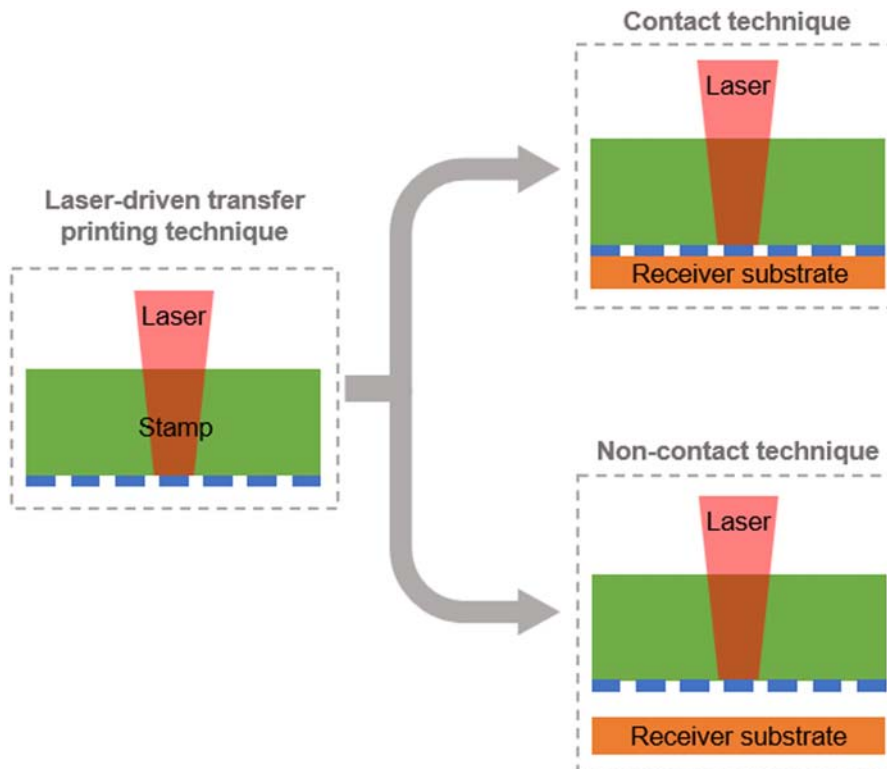 Laser-driven transfer
printing technique
Laser
Stamp
Contact technique
Laser
Receiver substrate
Non-contact technique
Laser
Receiver substrate